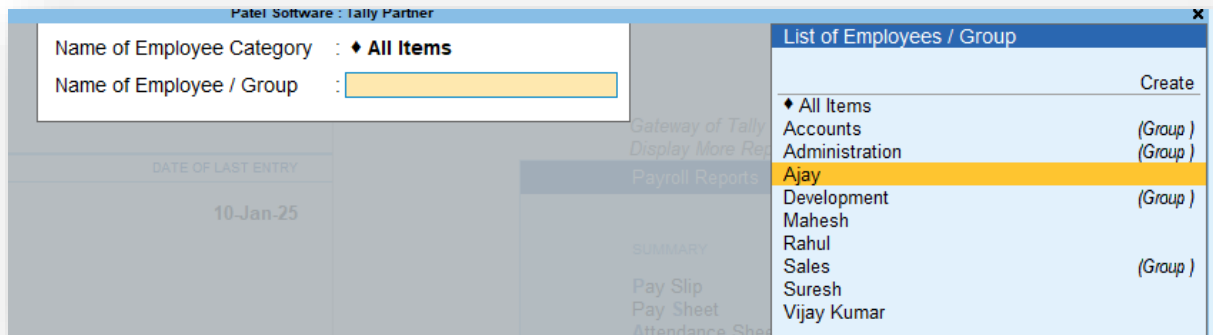 Patel Software : Tally Partner
x
Name of Employee Category : ♦ All Items
Name of Employee / Group :
List of Employees / Group
Create
♦ All Items
Accounts (Group)
Administration (Group)
Ajay
Development (Group)
Mahesh
Rahul
Sales (Group)
Suresh
Vijay Kumar
Gateway of Tally
Display More Rep
DATE OF LAST ENTRY
Payroll Reports
10-Jan-25
SUMMARY
Pay Slip
Pay Sheet
Attendance Shee